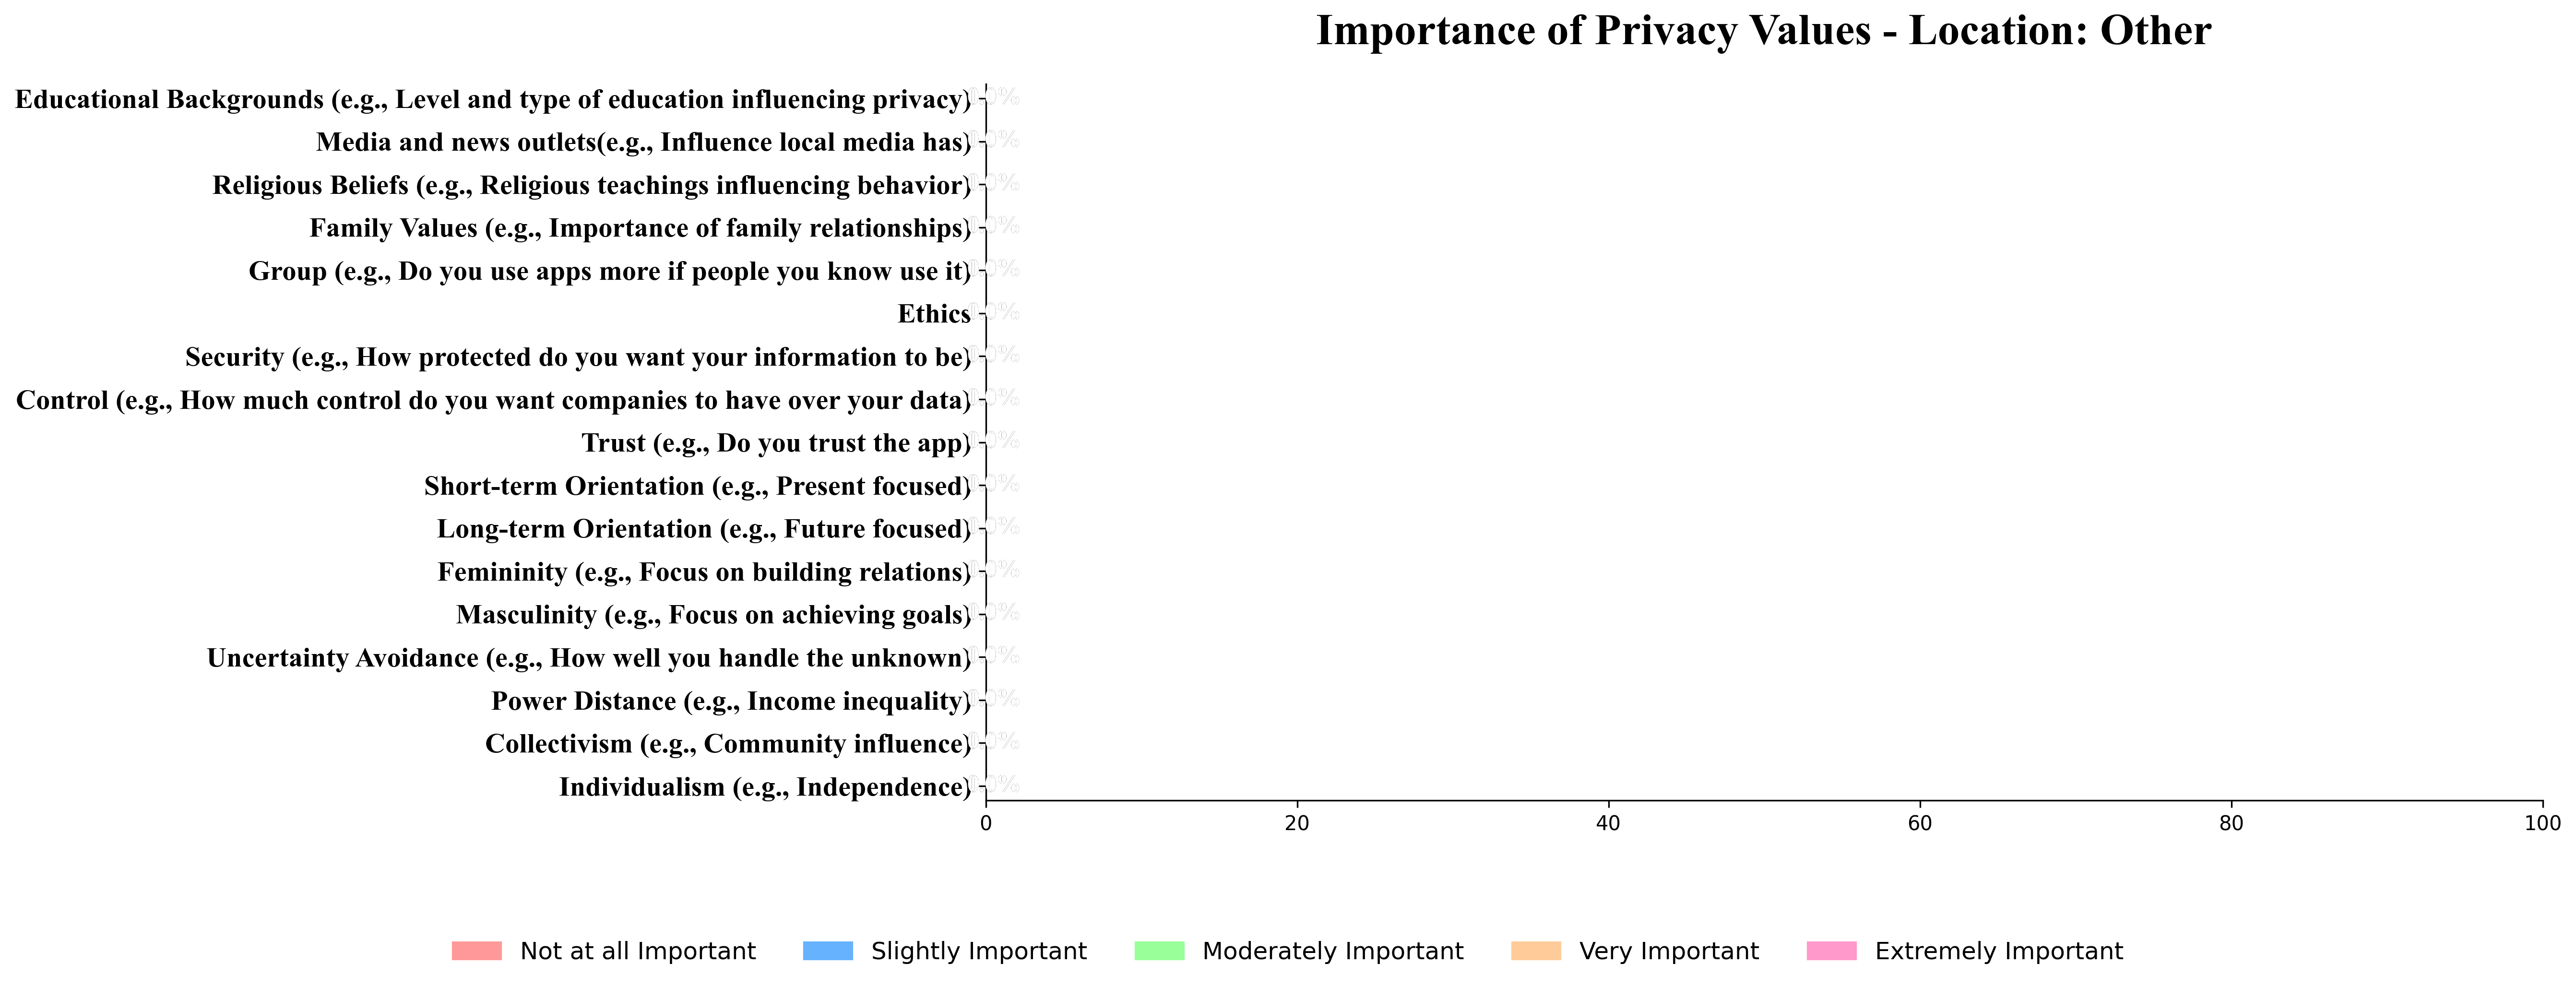 Importance of Privacy Values - Location: Other
Educational Backgrounds (e.g., Level and type of education influencing privacy)
Media and news outlets(e.g., Influence local media has)
Religious Beliefs (e.g., Religious teachings influencing behavior)
Family Values (e.g., Importance of family relationships)
Group (e.g., Do you use apps more if people you know use it)
Ethics
Security (e.g., How protected do you want your information to be)
Control (e.g., How much control do you want companies to have over your data)
Trust (e.g., Do you trust the app)
Short-term Orientation (e.g., Present focused)
Long-term Orientation (e.g., Future focused)
Femininity (e.g., Focus on building relations)
Masculinity (e.g., Focus on achieving goals)
Uncertainty Avoidance (e.g., How well you handle the unknown)
Power Distance (e.g., Income inequality)
Collectivism (e.g., Community influence)
Individualism (e.g., Independence)
0 20 40 60 80 100
Not at all Important Slightly Important Moderately Important Very Important Extremely Important